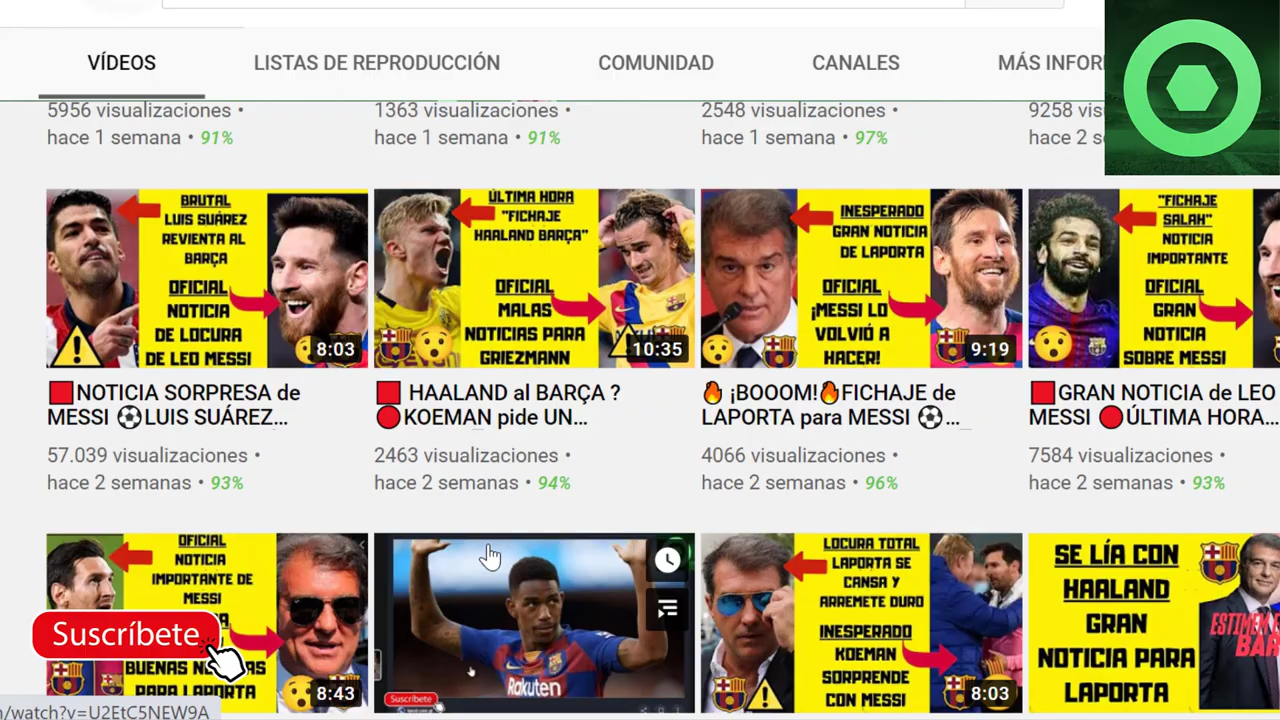 VÍDEOS
LISTAS DE REPRODUCCIÓN
COMUNIDAD
CANALES
MÁS INFOR
5956 visualizaciones •
hace 1 semana • 91%
1363 visualizaciones •
hace 1 semana • 91%
2548 visualizaciones •
hace 1 semana • 97%
9258 vis
hace 2 s
BRUTAL
LUIS SUÁREZ
REVIENTA AL
BARÇA
OFICIAL
NOTICIA
DE LOCURA
DE LEO MESSI
8:03
ÚLTIMA HORA
"FICHAJE
HAALAND BARÇA"
OFICIAL
MALAS
NOTICIAS PARA
GRIEZMANN
10:35
INESPERADO
GRAN NOTICIA
DE LAPORTA
OFICIAL
¡MESSI LO
VOLVIÓ A
HACER!
9:19
"FICHAJE
SALAH"
NOTICIA
IMPORTANTE
OFICIAL
GRAN
NOTICIA
SOBRE MESSI
🟥NOTICIA SORPRESA de
MESSI ⚽LUIS SUÁREZ...
57.039 visualizaciones •
hace 2 semanas • 93%
🟥 HAALAND al BARÇA ?
🔴KOEMAN pide UN...
2463 visualizaciones •
hace 2 semanas • 94%
🔥 ¡BOOOM!🔥FICHAJE de
LAPORTA para MESSI ⚽...
4066 visualizaciones •
hace 2 semanas • 96%
🟥GRAN NOTICIA de LEO
MESSI 🔴ÚLTIMA HORA...
7584 visualizaciones •
hace 2 semanas • 93%
OFICIAL
NOTICIA
IMPORTANTE DE
MESSI
PARA LAPORTA
8:43
Suscríbete
Rakuten
Suscríbete
LOCURA TOTAL
LAPORTA SE
CANSA Y
ARREMETE DURO
INESPERADO
KOEMAN
SORPRENDE
CON MESSI
8:03
SE LÍA CON
HAALAND
GRAN
NOTICIA PARA
LAPORTA
n/watch?v=U2EtC5NEW9A